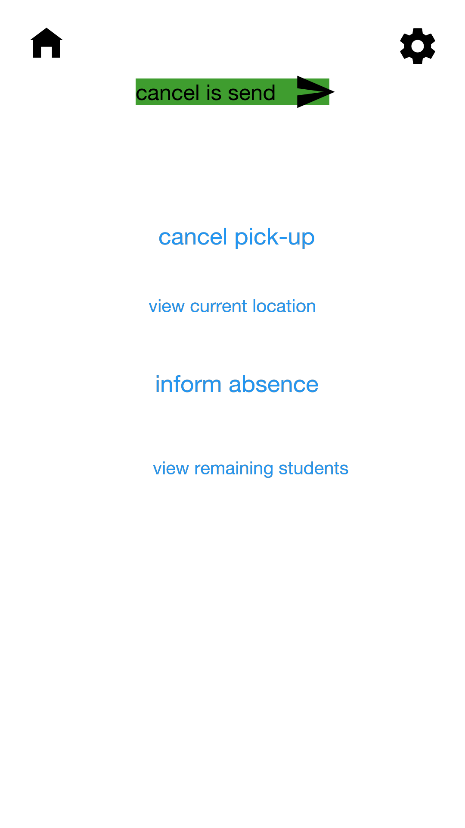 cancel is send
cancel pick-up
view current location
inform absence
view remaining students